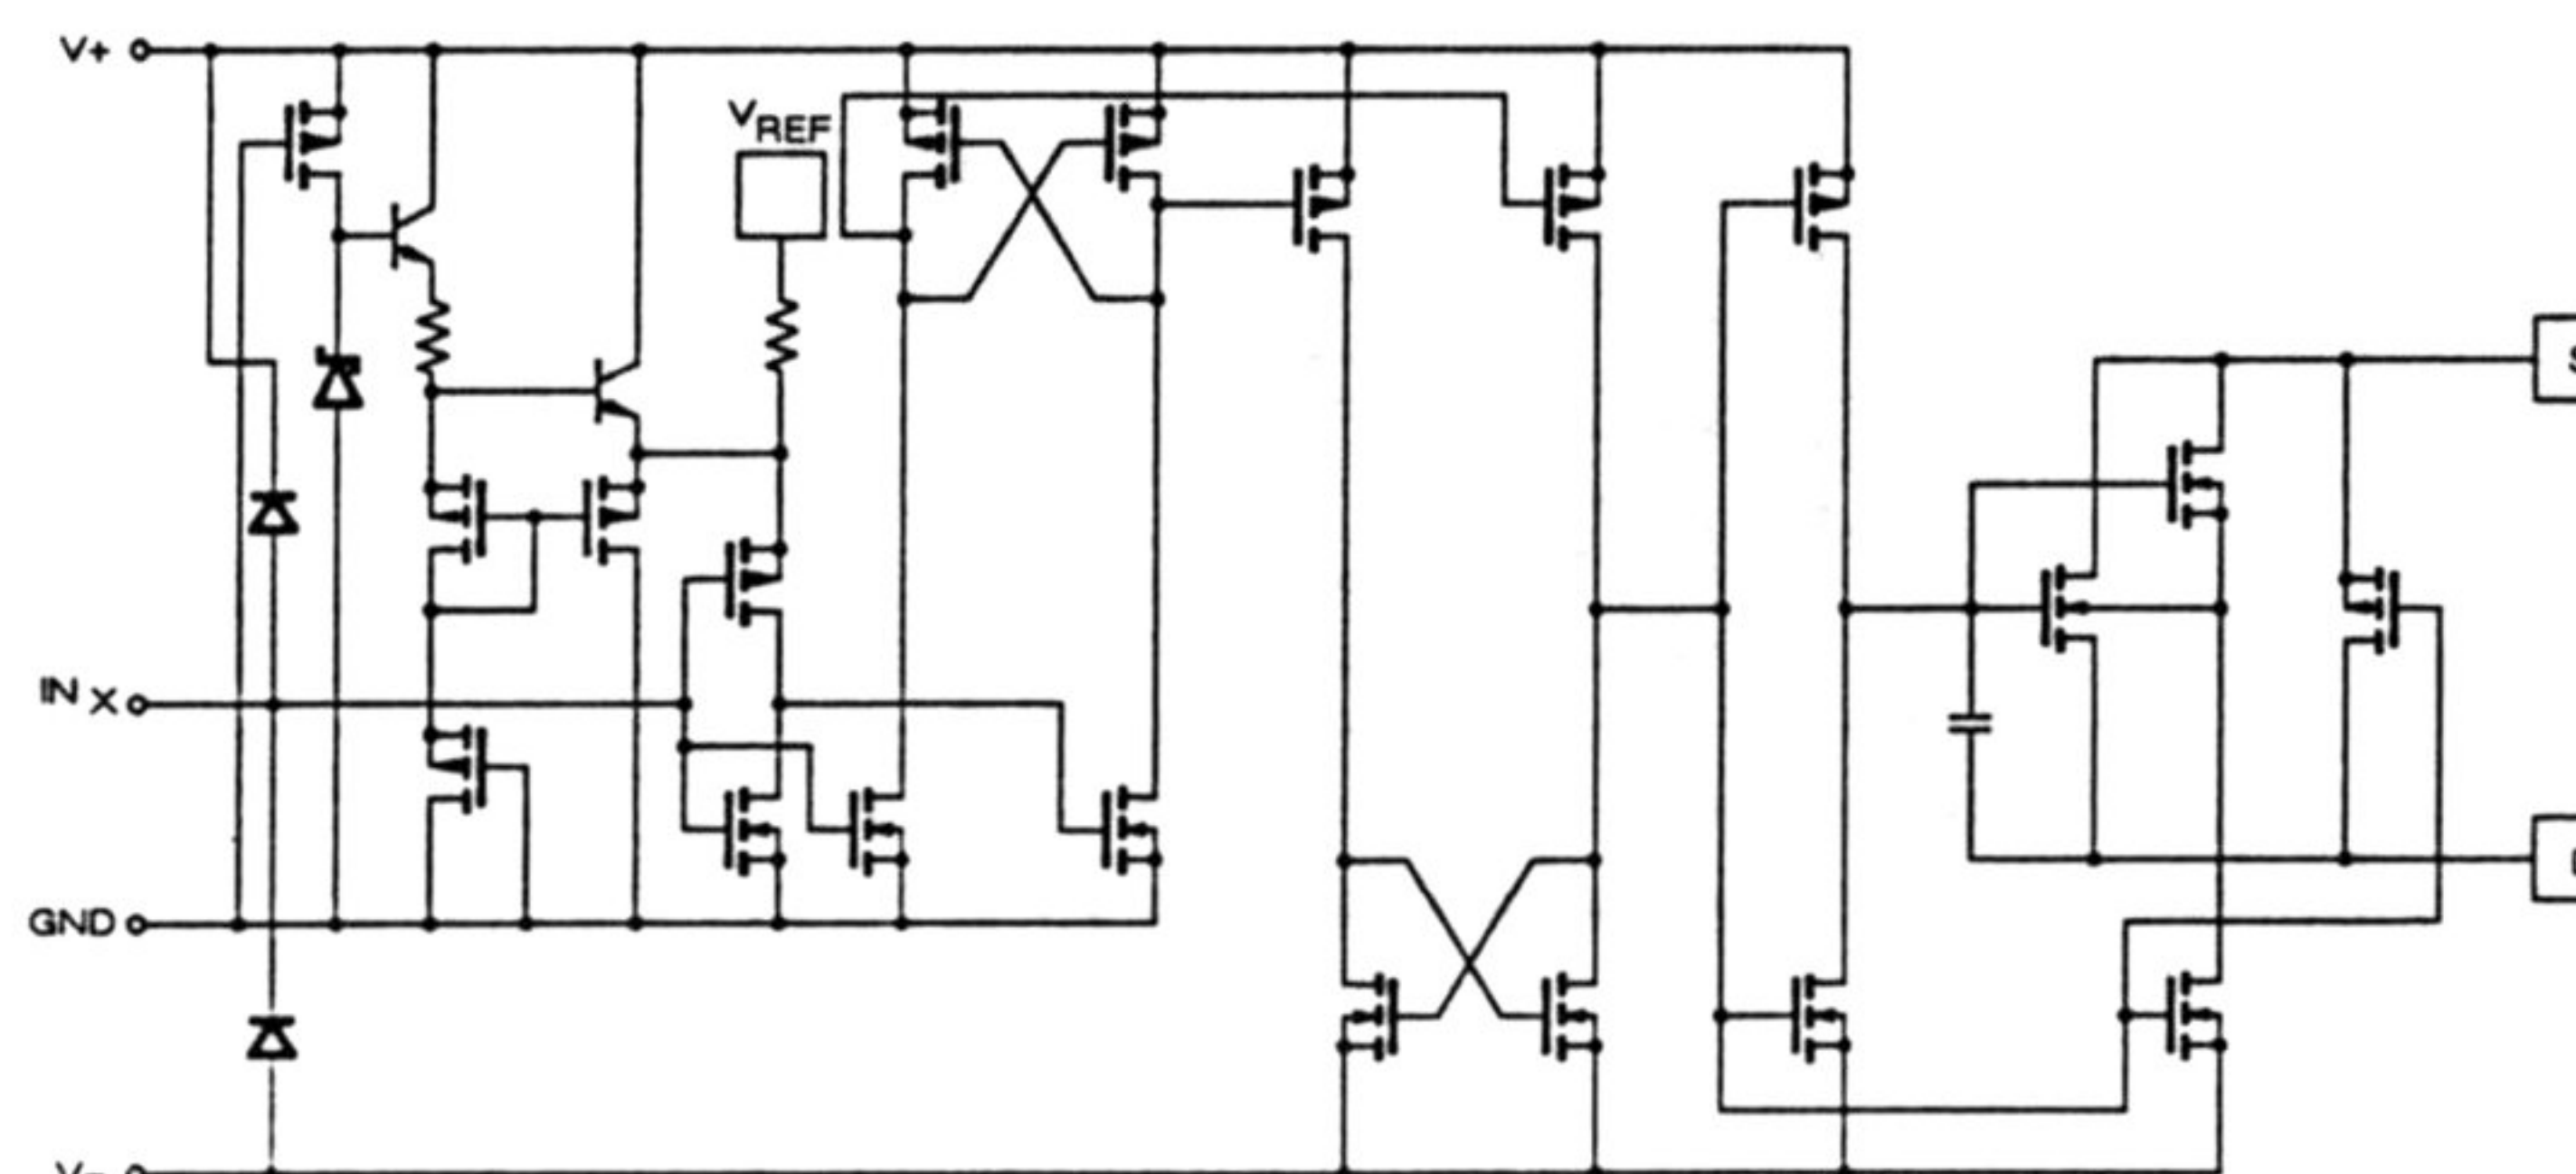 V+
VREF
IN X
GND